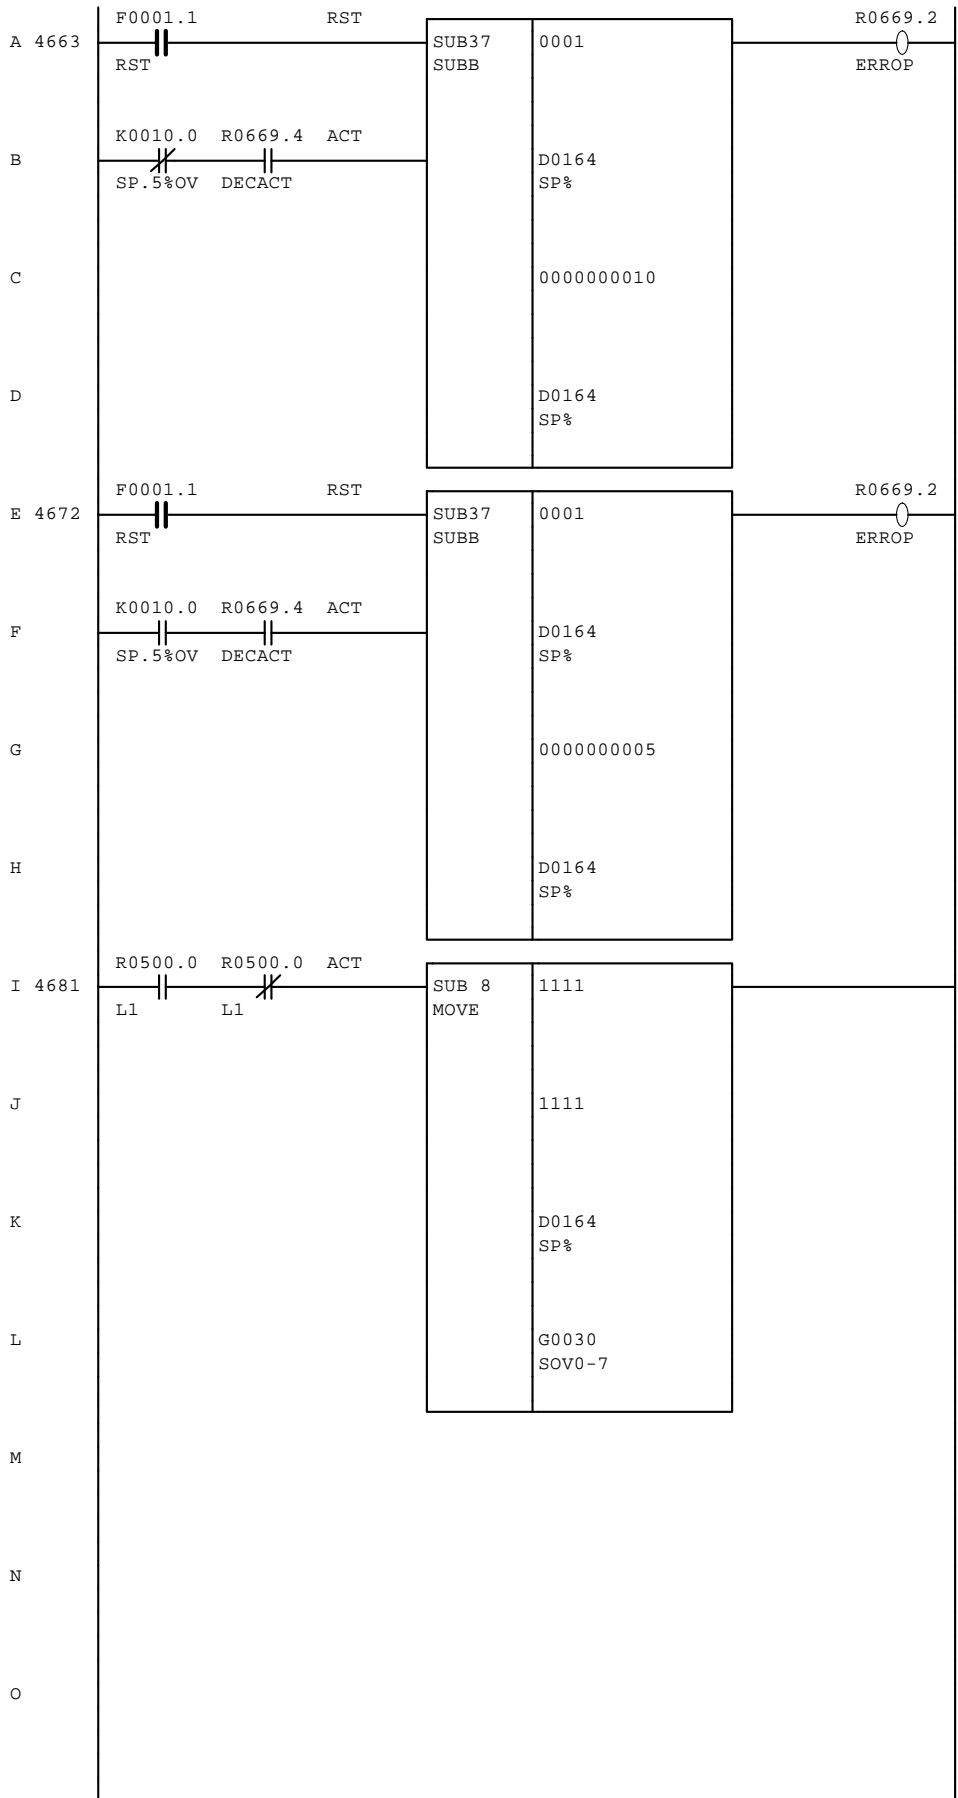 F0001.1 RST R0669.2
A 4663 SUB37 0001
RST SUBB ERROP
K0010.0 R0669.4 ACT
B D0164
SP.5%OV DECACT SP%
C 0000000010
D D0164
SP%
F0001.1 RST R0669.2
E 4672 SUB37 0001
RST SUBB ERROP
K0010.0 R0669.4 ACT
F D0164
SP.5%OV DECACT SP%
G 0000000005
H D0164
SP%
R0500.0 R0500.0 ACT
I 4681 SUB 8 1111
L1 L1 MOVE
J 1111
K D0164
SP%
L G0030
SOV0-7
M
N
O